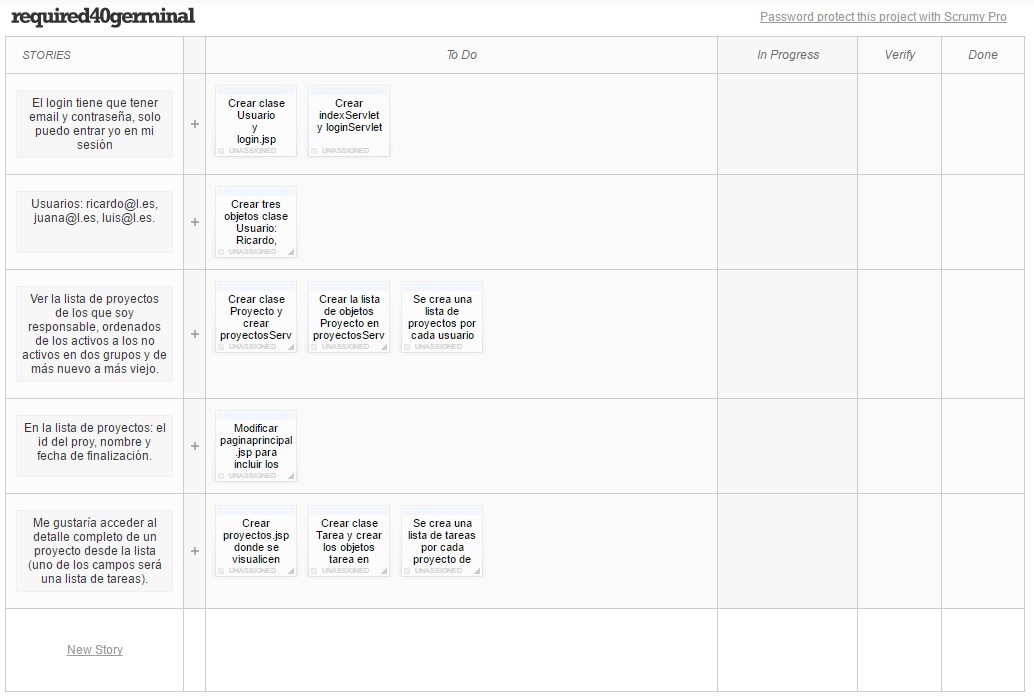 required40germinal
Password protect this project with Scrumy Pro
STORIES
To Do
In Progress
Verify
Done
El login tiene que tener
email y contraseña, solo
puedo entrar yo en mi
sesión
+
Crear clase
Usuario
y
login.jsp
UNASSIGNED
Crear
indexServlet
y loginServlet
UNASSIGNED
Usuarios: ricardo@l.es,
juana@l.es, luis@l.es.
+
Crear tres
objetos clase
Usuario:
Ricardo,
UNASSIGNED
Ver la lista de proyectos
de los que soy
responsable, ordenados
de los activos a los no
activos en dos grupos y de
más nuevo a más viejo.
+
Crear clase
Proyecto y
crear
proyectosServ
UNASSIGNED
Crear la lista
de objetos
Proyecto en
proyectosServ
UNASSIGNED
Se crea una
lista de
proyectos por
cada usuario
UNASSIGNED
En la lista de proyectos: el
id del proy, nombre y
fecha de finalización.
+
Modificar
paginaprincipal
.jsp para
incluir los
UNASSIGNED
Me gustaría acceder al
detalle completo de un
proyecto desde la lista
(uno de los campos será
una lista de tareas).
+
Crear
proyectos.jsp
donde se
visualicen
UNASSIGNED
Crear clase
Tarea y crear
los objetos
tarea en
UNASSIGNED
Se crea una
lista de tareas
por cada
proyecto de
UNASSIGNED
New Story